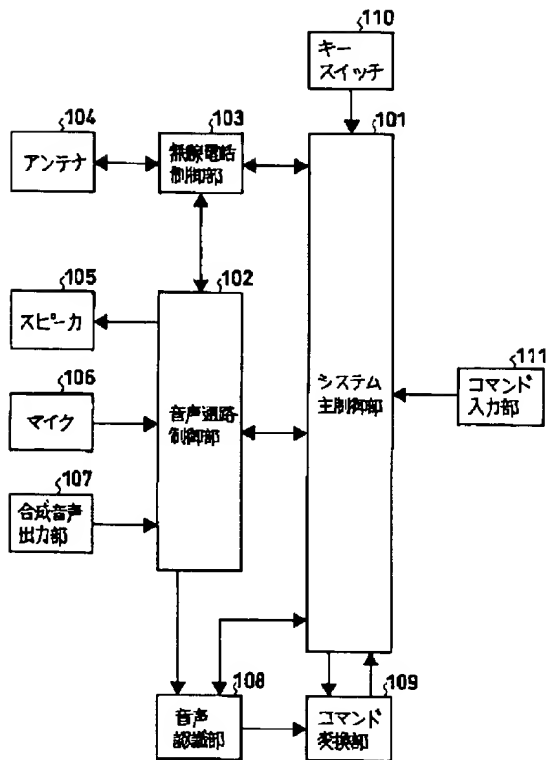 110
キー
スイッチ
104
アンテナ
103
無線電話
制御部
101
システム
主制御部
102
音声通路
制御部
105
スピーカ
106
マイク
107
合成音声
出力部
111
コマンド
入力部
108
音声
認識部
109
コマンド
変換部